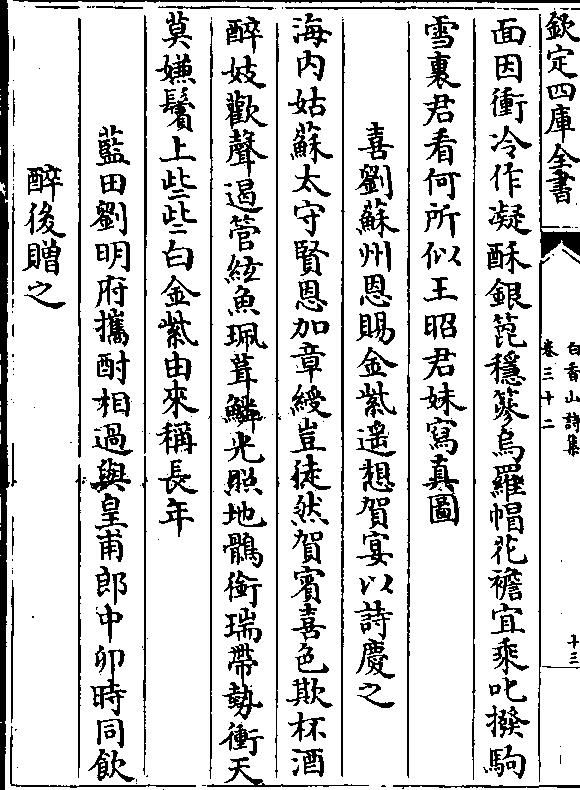 欽定四庫全書
白香山詩集
卷三十二
十三
面因衝冷作凝酥銀箆穩篸烏羅帽花襜宜乘叱撥駒
雪裏君看何所似王昭君妹寫真圖
喜劉蘇州恩賜金紫遥想賀宴以詩慶之
海内姑蘇太守賢恩加章綬豈徒然賀賓喜色欺杯酒
醉妓歡聲遏管絃魚珮茸鱗光照地鶻銜瑞帶勢衝天
莫嫌鬢上些些白金紫由來稱長年
藍田劉明府攜酎相過與皇甫郎中卯時同飲
醉後贈之